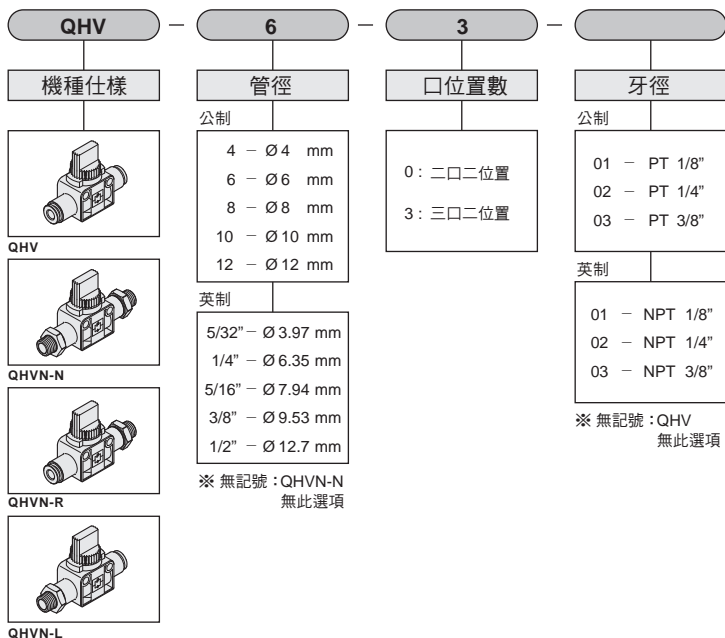 QHV － 6 － 3 －
機種仕樣
QHV
QHVN-N
QHVN-R
QHVN-L
管徑
公制
4 － Ø 4 mm
6 － Ø 6 mm
8 － Ø 8 mm
10 － Ø 10 mm
12 － Ø 12 mm
英制
5/32” － Ø 3.97 mm
1/4” － Ø 6.35 mm
5/16” － Ø 7.94 mm
3/8” － Ø 9.53 mm
1/2” － Ø 12.7 mm
※ 無記號：QHVN-N
無此選項
口位置數
0：二口二位置
3：三口二位置
牙徑
公制
01 － PT 1/8”
02 － PT 1/4”
03 － PT 3/8”
英制
01 － NPT 1/8”
02 － NPT 1/4”
03 － NPT 3/8”
※ 無記號：QHV
無此選項